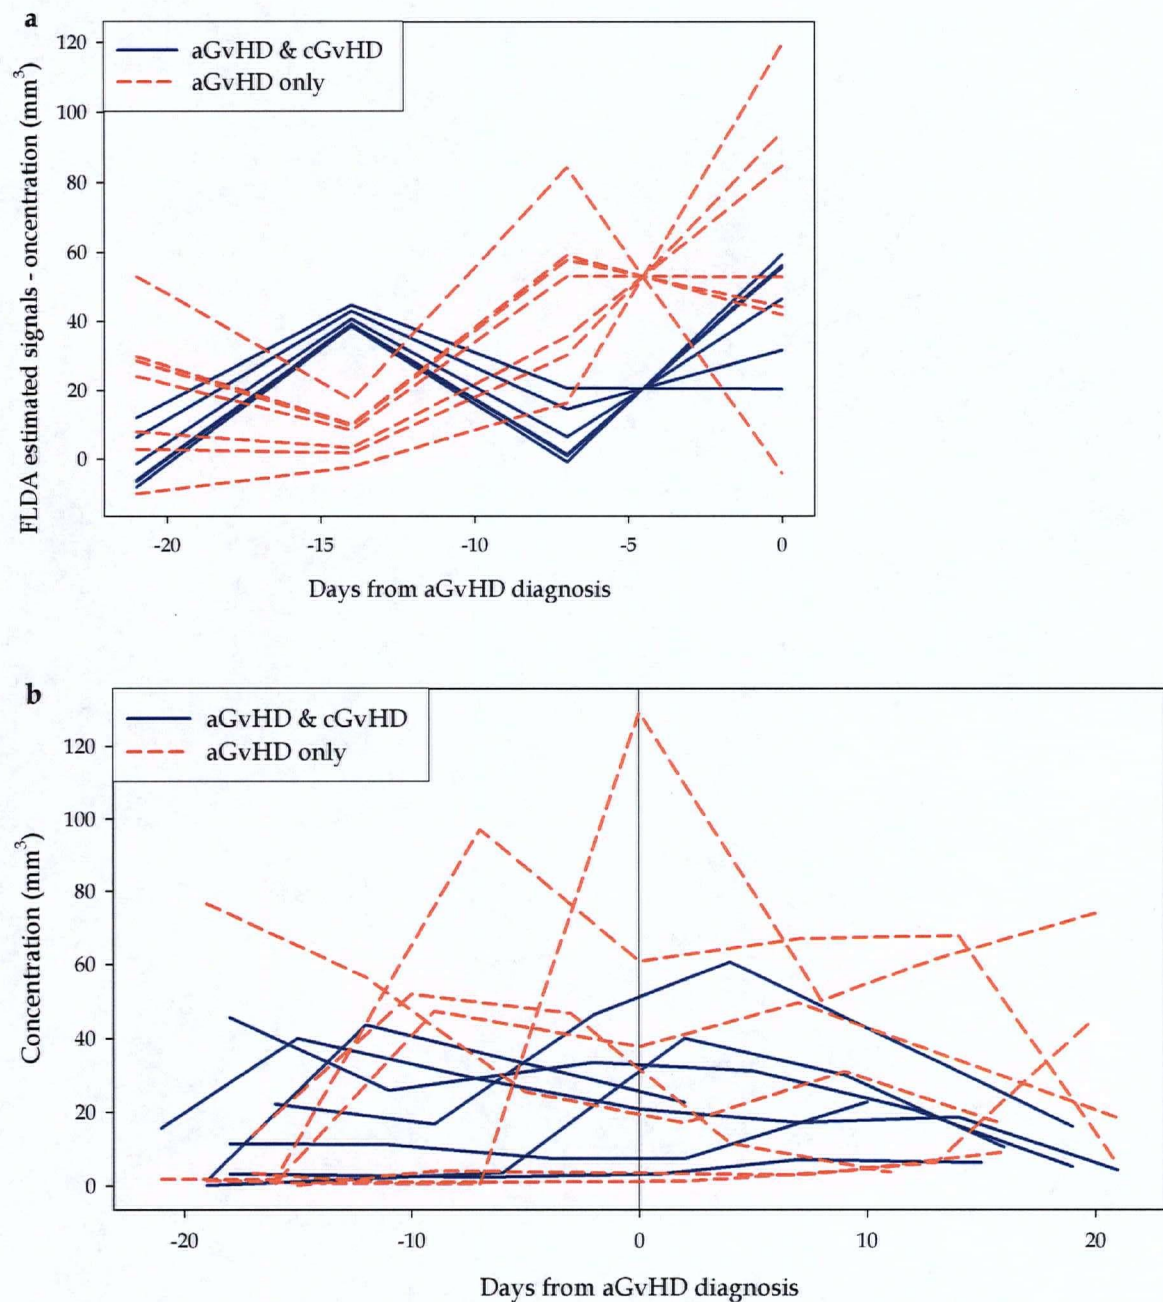 a
120
100
80
60
40
20
0
FLDA estimated signals - oncentration (mm³)
aGvHD & cGvHD
aGvHD only
-20 -15 -10 -5 0
Days from aGvHD diagnosis
b
120
100
80
60
40
20
0
Concentration (mm³)
aGvHD & cGvHD
aGvHD only
-20 -10 0 10 20
Days from aGvHD diagnosis